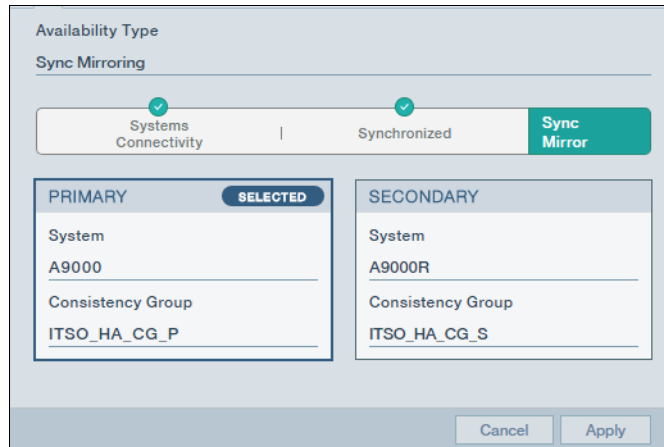 Availability Type
Sync Mirroring
Systems
Connectivity
|
Synchronized
Sync
Mirror
PRIMARY
SELECTED
System
A9000
Consistency Group
ITSO_HA_CG_P
SECONDARY
System
A9000R
Consistency Group
ITSO_HA_CG_S
Cancel
Apply